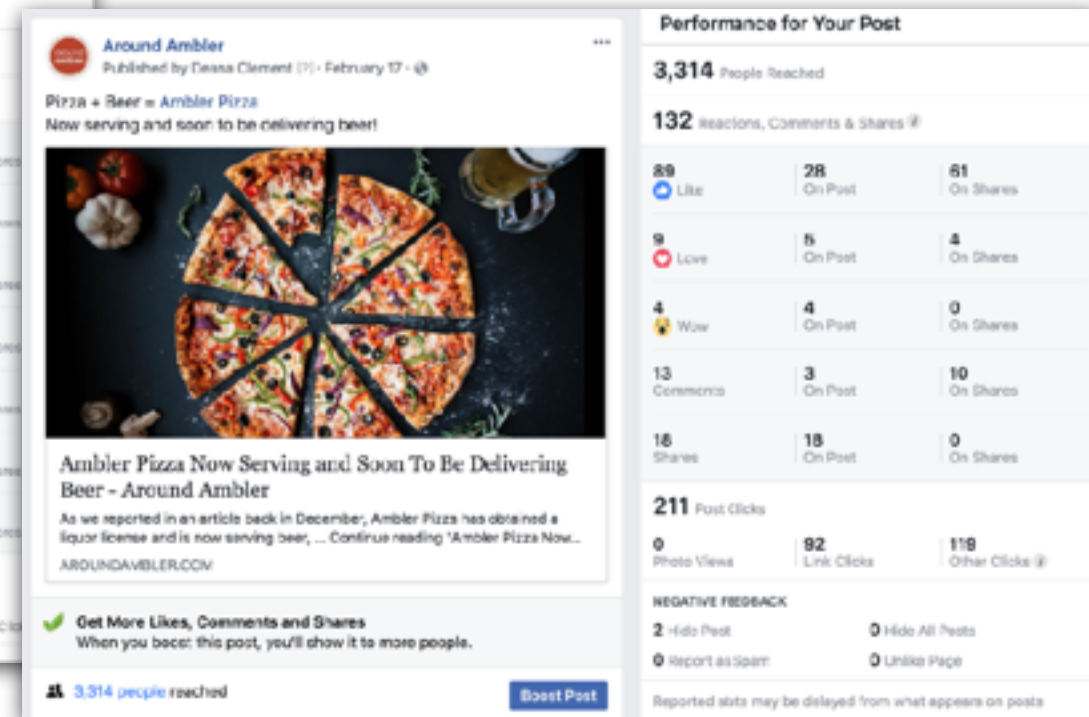 Around Ambler
Published by Deana Clement [?] · February 17 ·
Pizza + Beer = Ambler Pizza
Now serving and soon to be delivering beer!
Ambler Pizza Now Serving and Soon To Be Delivering
Beer - Around Ambler
As we reported in an article back in December, Ambler Pizza has obtained a
liquor license and is now serving beer, ... Continue reading "Ambler Pizza Now...
AROUNDAMBLER.COM
Get More Likes, Comments and Shares
When you boost this post, you'll show it to more people.
3,314 people reached
Boost Post
Performance for Your Post
3,314 People Reached
132 Reactions, Comments & Shares
89 28 61
Like On Post On Shares
9 5 4
Love On Post On Shares
4 4 0
Wow On Post On Shares
13 3 10
Comments On Post On Shares
18 18 0
Shares On Post On Shares
211 Post Clicks
0 92 119
Photo Views Link Clicks Other Clicks
NEGATIVE FEEDBACK
2 Hide Post 0 Hide All Posts
0 Report as Spam 0 Unlike Page
Reported stats may be delayed from what appears on posts